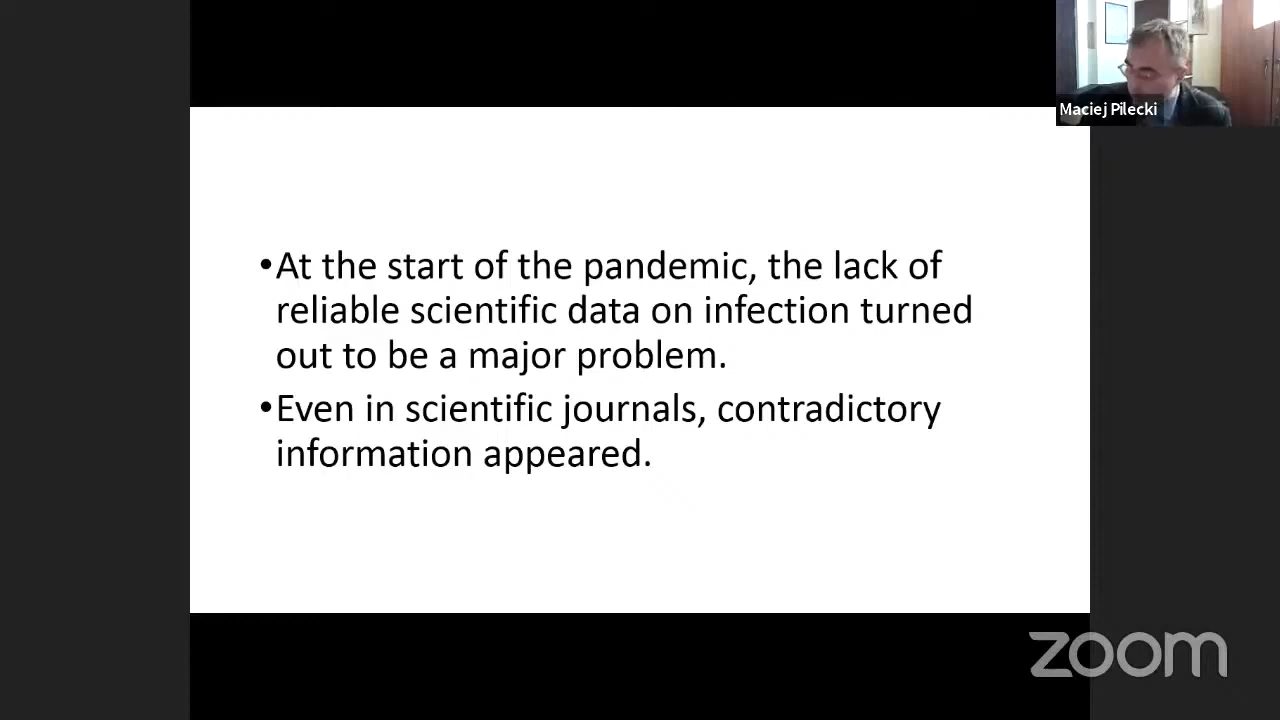 Maciej Pilecki
•At the start of the pandemic, the lack of
reliable scientific data on infection turned
out to be a major problem.
•Even in scientific journals, contradictory
information appeared.
zoom